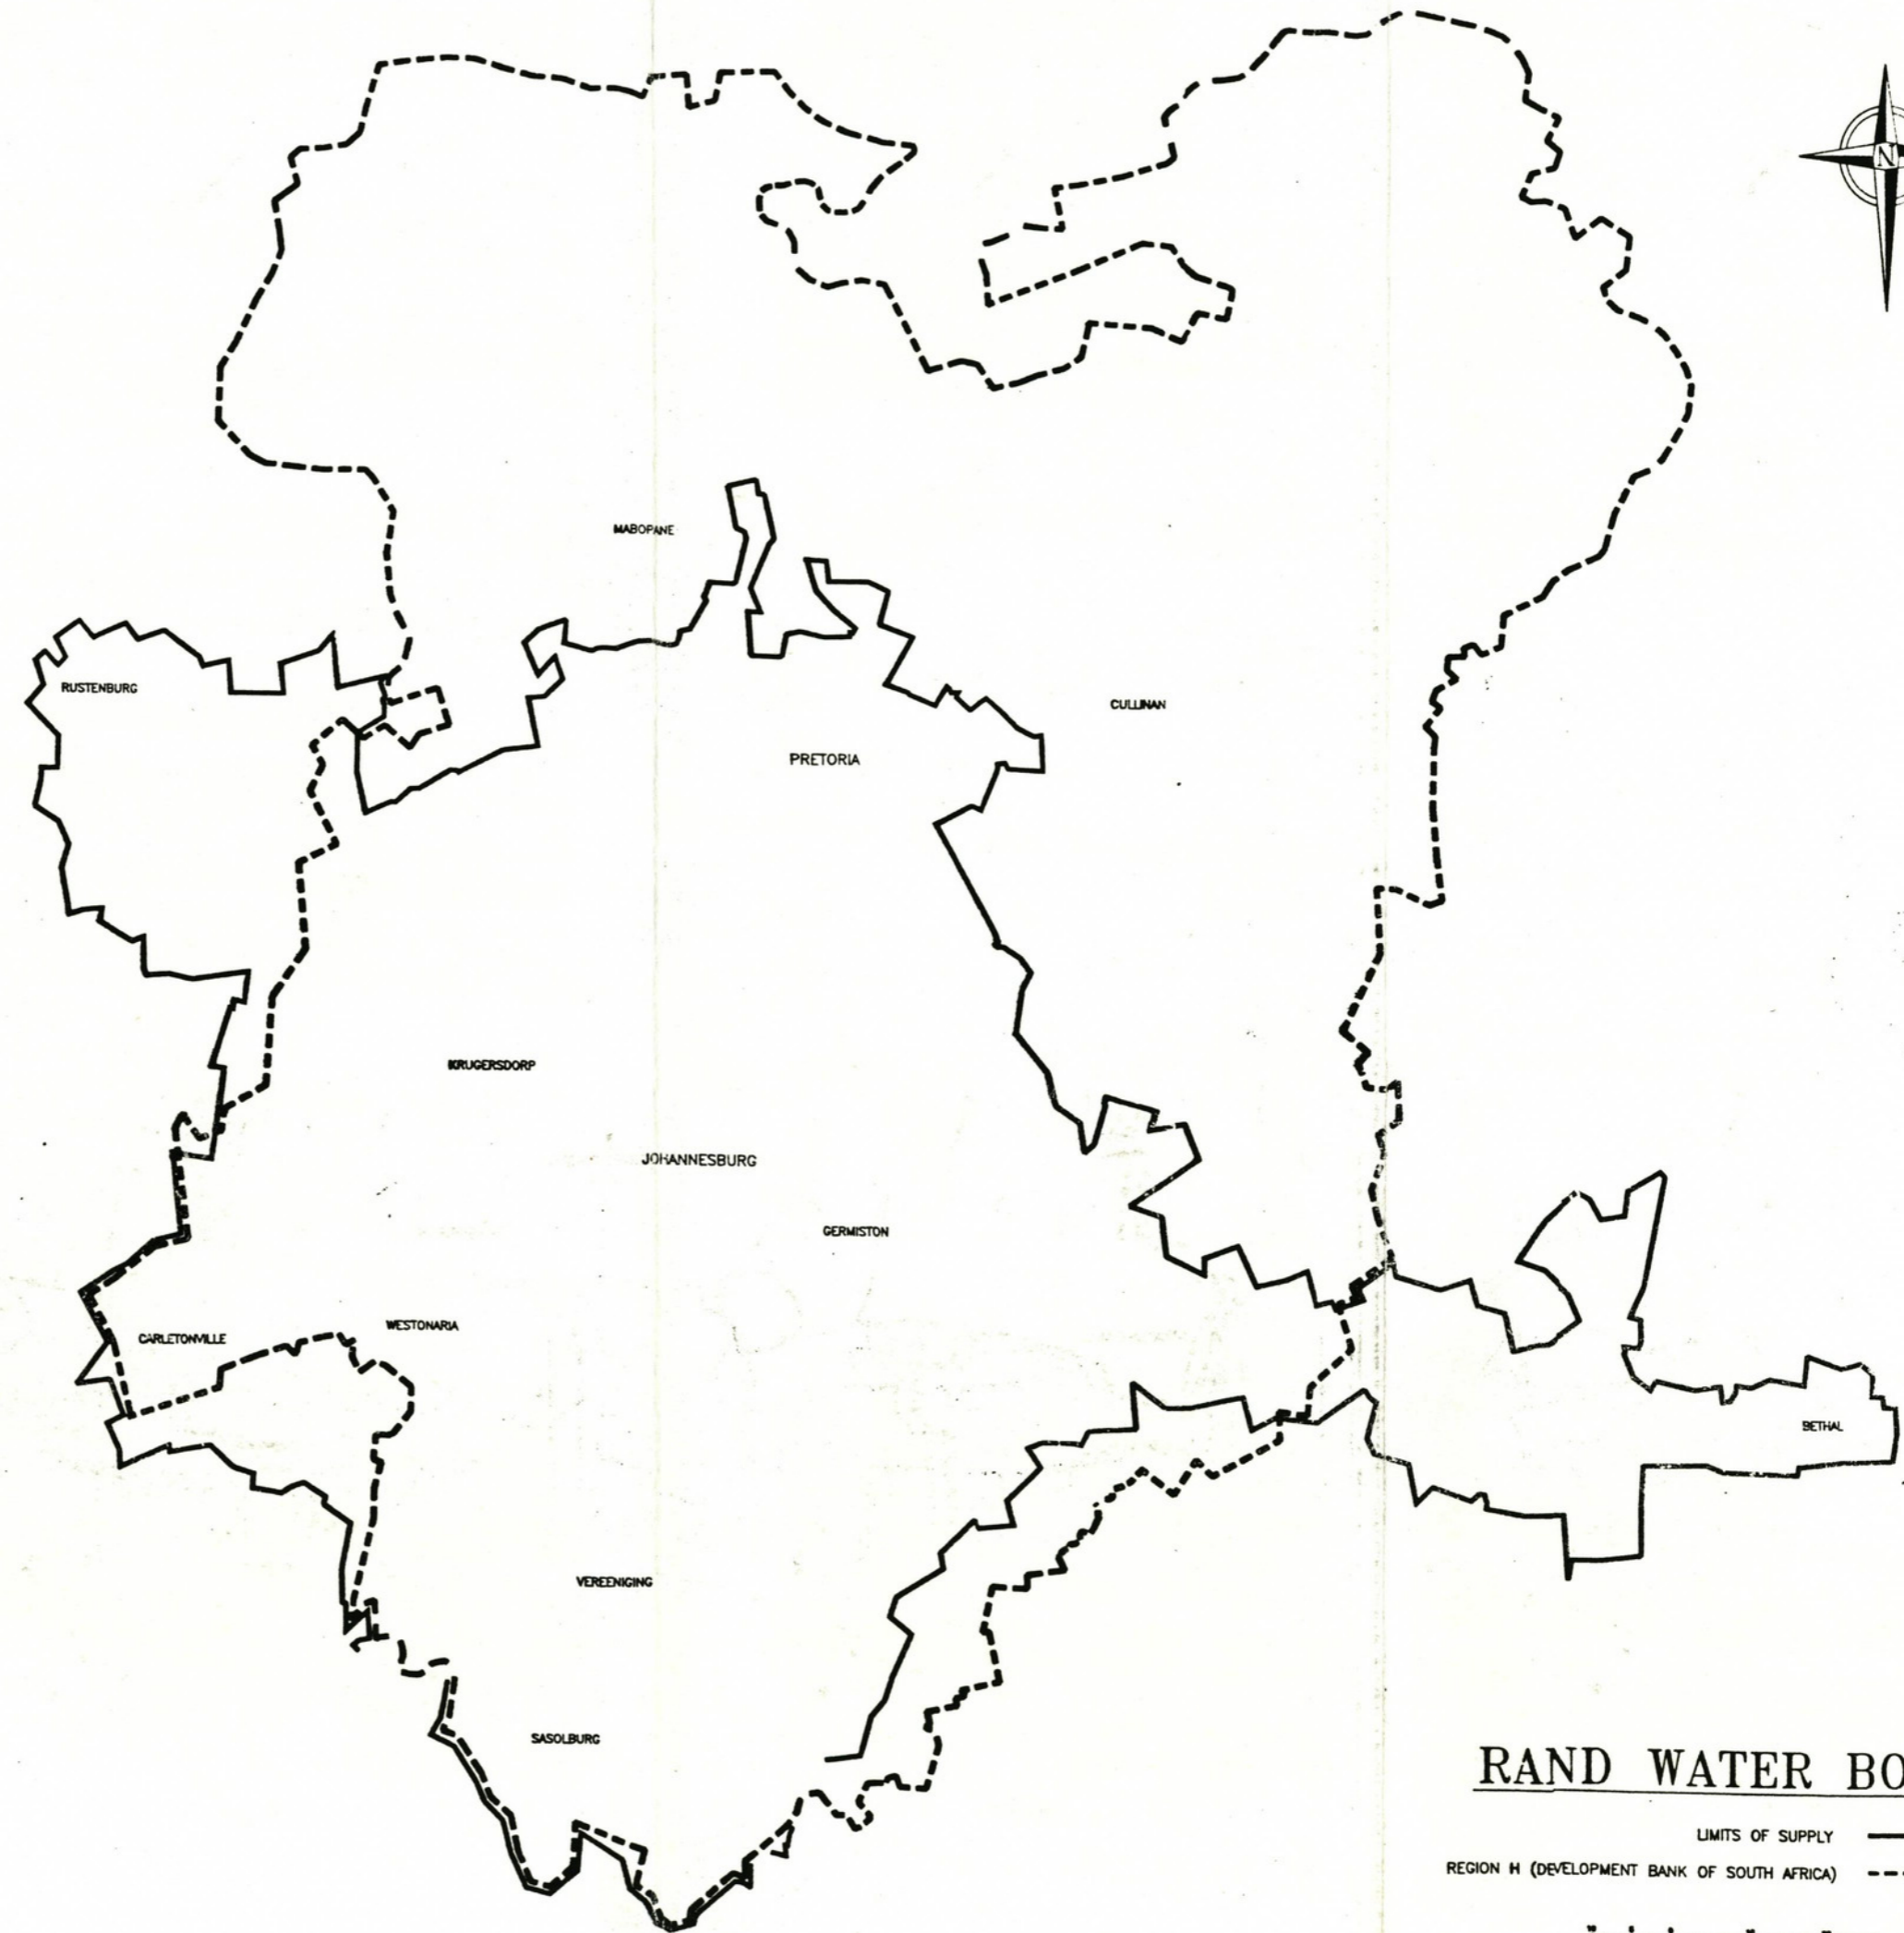 N
MABOPANE
RUSTENBURG
CULLINAN
PRETORIA
KRUGERSDORP
JOHANNESBURG
GERMISTON
WESTONARIA
CARLETONVILLE
BETHAL
VEREENIGING
SASOLBURG
RAND WATER BO
LIMITS OF SUPPLY
REGION H (DEVELOPMENT BANK OF SOUTH AFRICA)